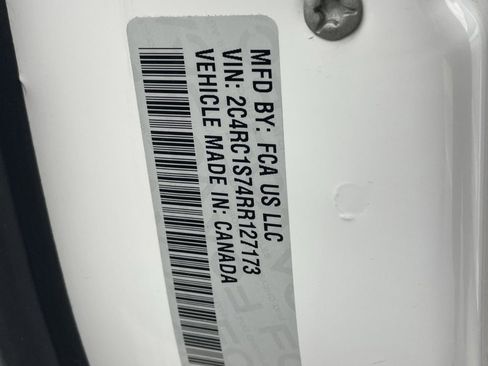 MFD BY: FCA US LLC
VIN: 2C4RC1S74RR127173
VEHICLE MADE IN: CANADA